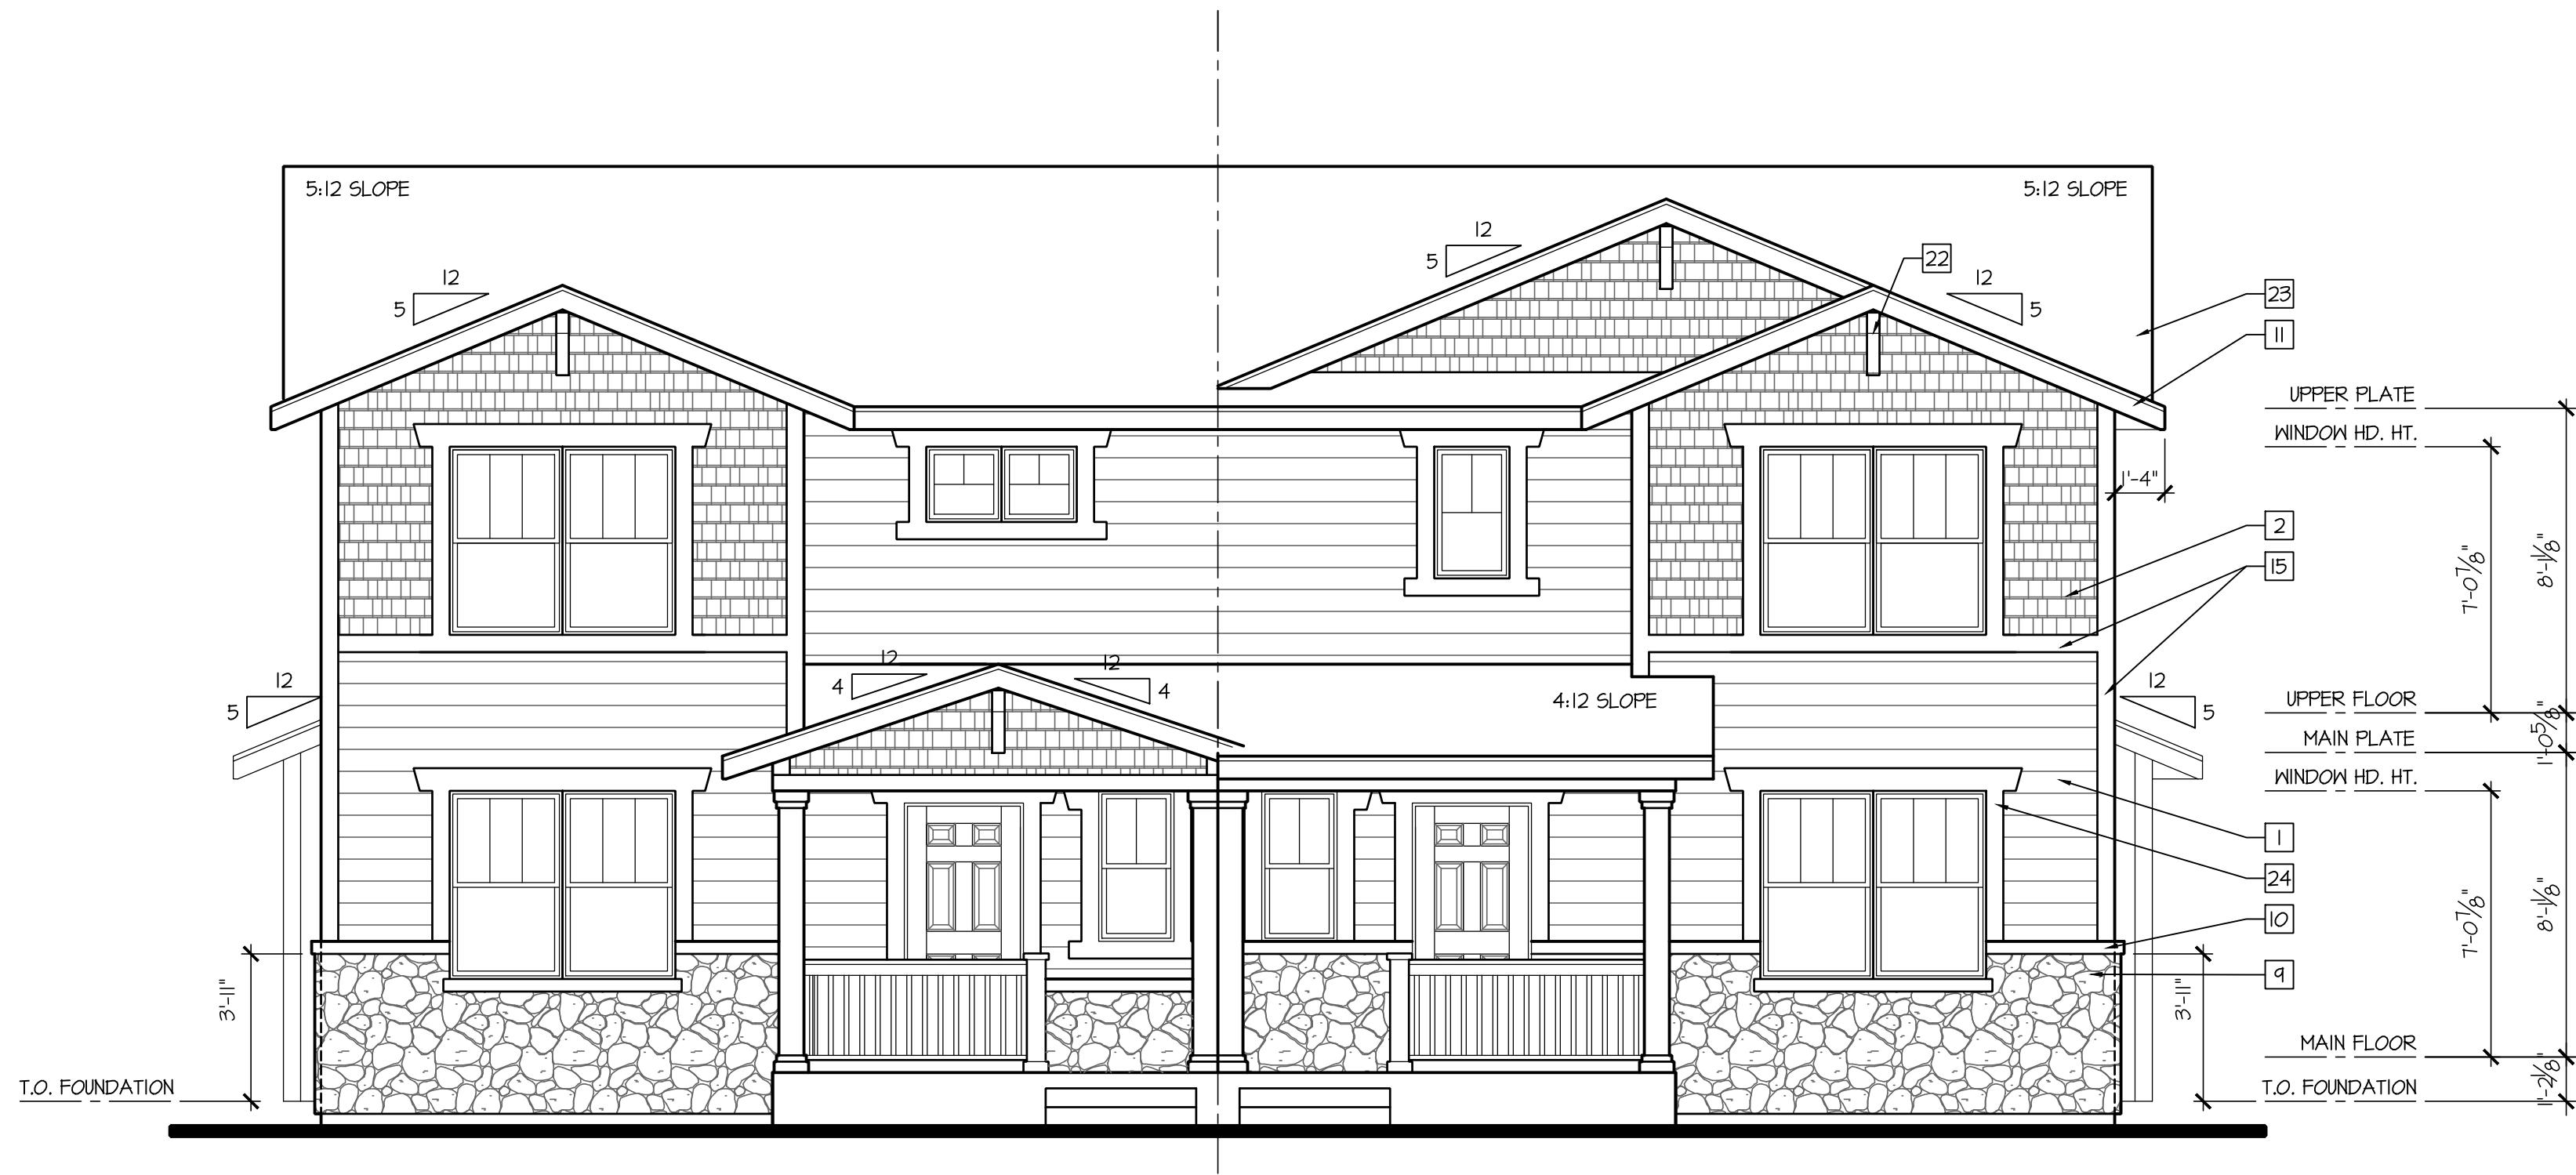 5:12 SLOPE
5:12 SLOPE
12
5
22
12
5
12
5
23
11
UPPER PLATE
WINDOW HD. HT.
1'-4"
2
15
7'-0 7/8"
8'-1 1/8"
12
4
12
4
4:12 SLOPE
12
5
12
5
UPPER FLOOR
1'-0 5/8"
MAIN PLATE
WINDOW HD. HT.
1
24
10
9
7'-0 7/8"
8'-1 1/8"
3'-11"
3'-11"
MAIN FLOOR
1'-2 1/8"
T.O. FOUNDATION
T.O. FOUNDATION